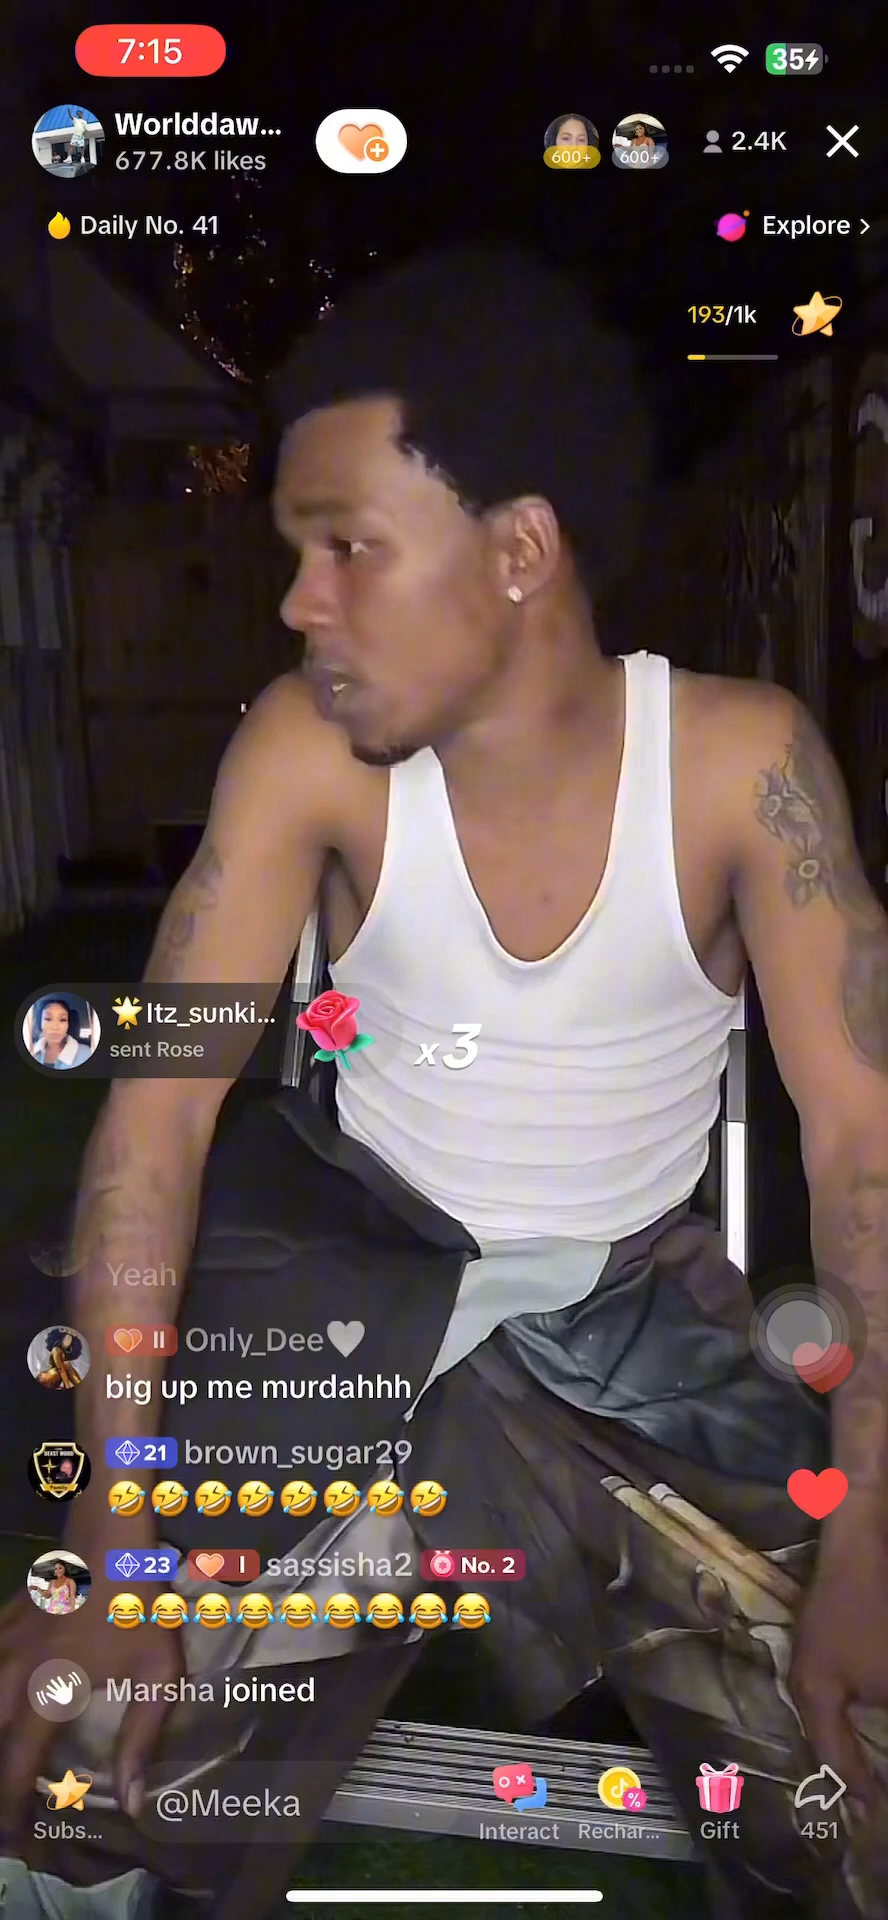 7:15
35
Worlddaw...
677.8K likes
600+
600+
2.4K
Daily No. 41
Explore >
193/1k
Itz_sunki...
sent Rose
x3
Yeah
II Only_Dee🤍
big up me murdahhh
21 brown_sugar29
🤣🤣🤣🤣🤣🤣🤣🤣
23 I sassisha2 No. 2
😂😂😂😂😂😂😂😂😂
Marsha joined
@Meeka
Subs...
Interact
Rechar...
Gift
451